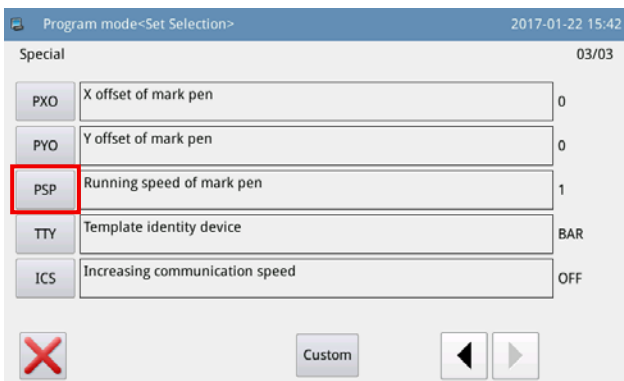 Program mode<Set Selection> 2017-01-22 15:42
Special 03/03
PXO X offset of mark pen 0
PYO Y offset of mark pen 0
PSP Running speed of mark pen 1
TTY Template identity device BAR
ICS Increasing communication speed OFF
Custom